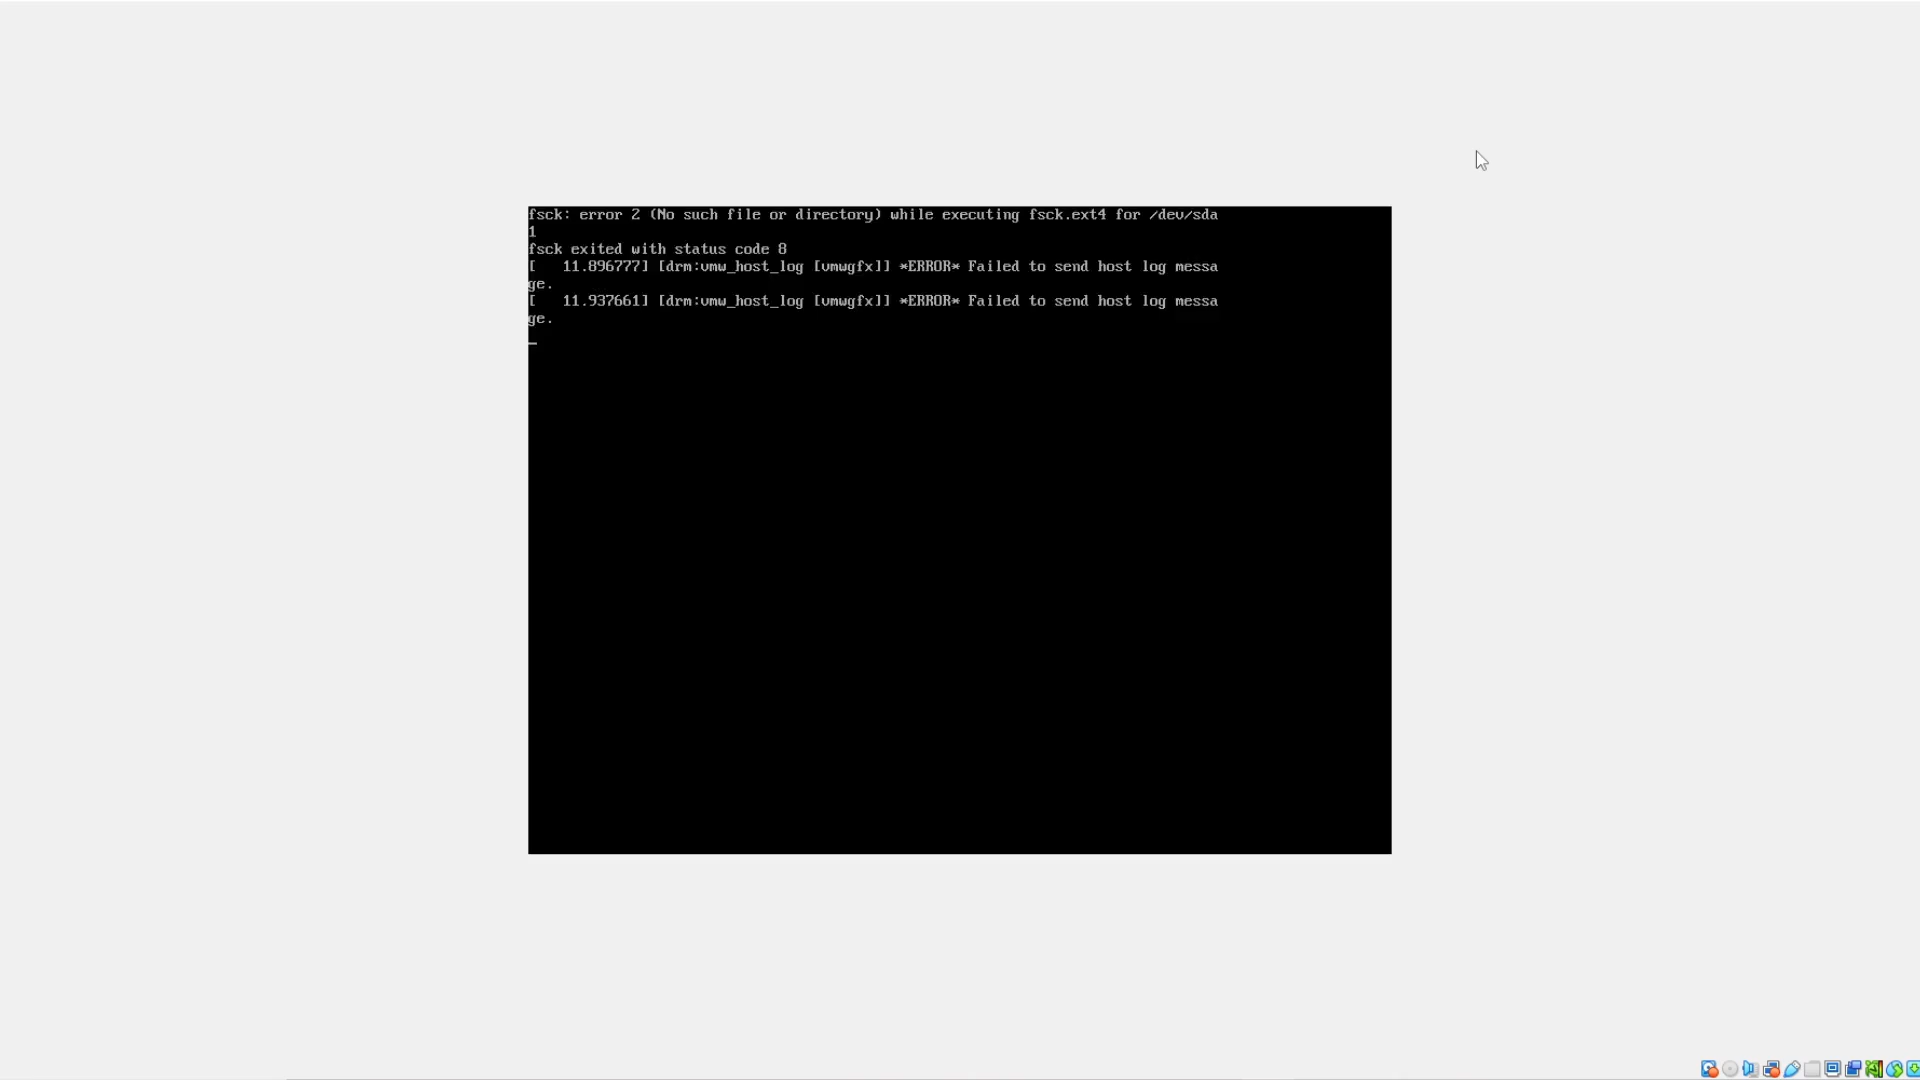 fsck: error 2 (No such file or directory) while executing fsck.ext4 for /dev/sda
1
fsck exited with status code 8
[   11.896777] [drm:vmw_host_log [vmwgfx]] *ERROR* Failed to send host log messa
ge.
[   11.937661] [drm:vmw_host_log [vmwgfx]] *ERROR* Failed to send host log messa
ge.